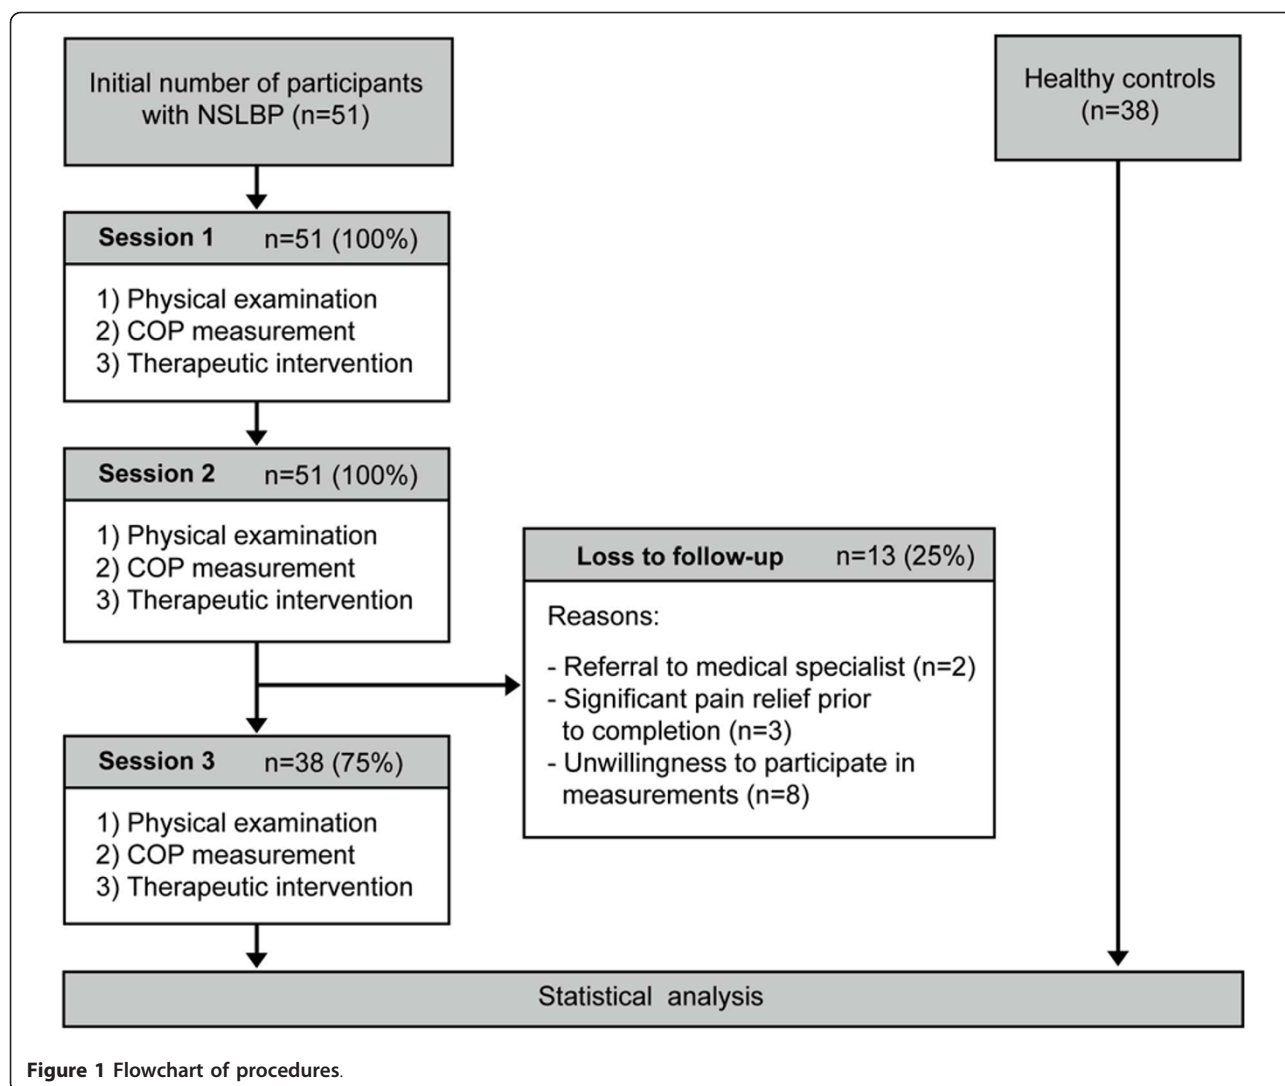 Initial number of participants
with NSLBP (n=51)
Healthy controls
(n=38)
Session 1 n=51 (100%)
1) Physical examination
2) COP measurement
3) Therapeutic intervention
Session 2 n=51 (100%)
1) Physical examination
2) COP measurement
3) Therapeutic intervention
Loss to follow-up n=13 (25%)
Reasons:
- Referral to medical specialist (n=2)
- Significant pain relief prior
to completion (n=3)
- Unwillingness to participate in
measurements (n=8)
Session 3 n=38 (75%)
1) Physical examination
2) COP measurement
3) Therapeutic intervention
Statistical analysis
Figure 1 Flowchart of procedures.